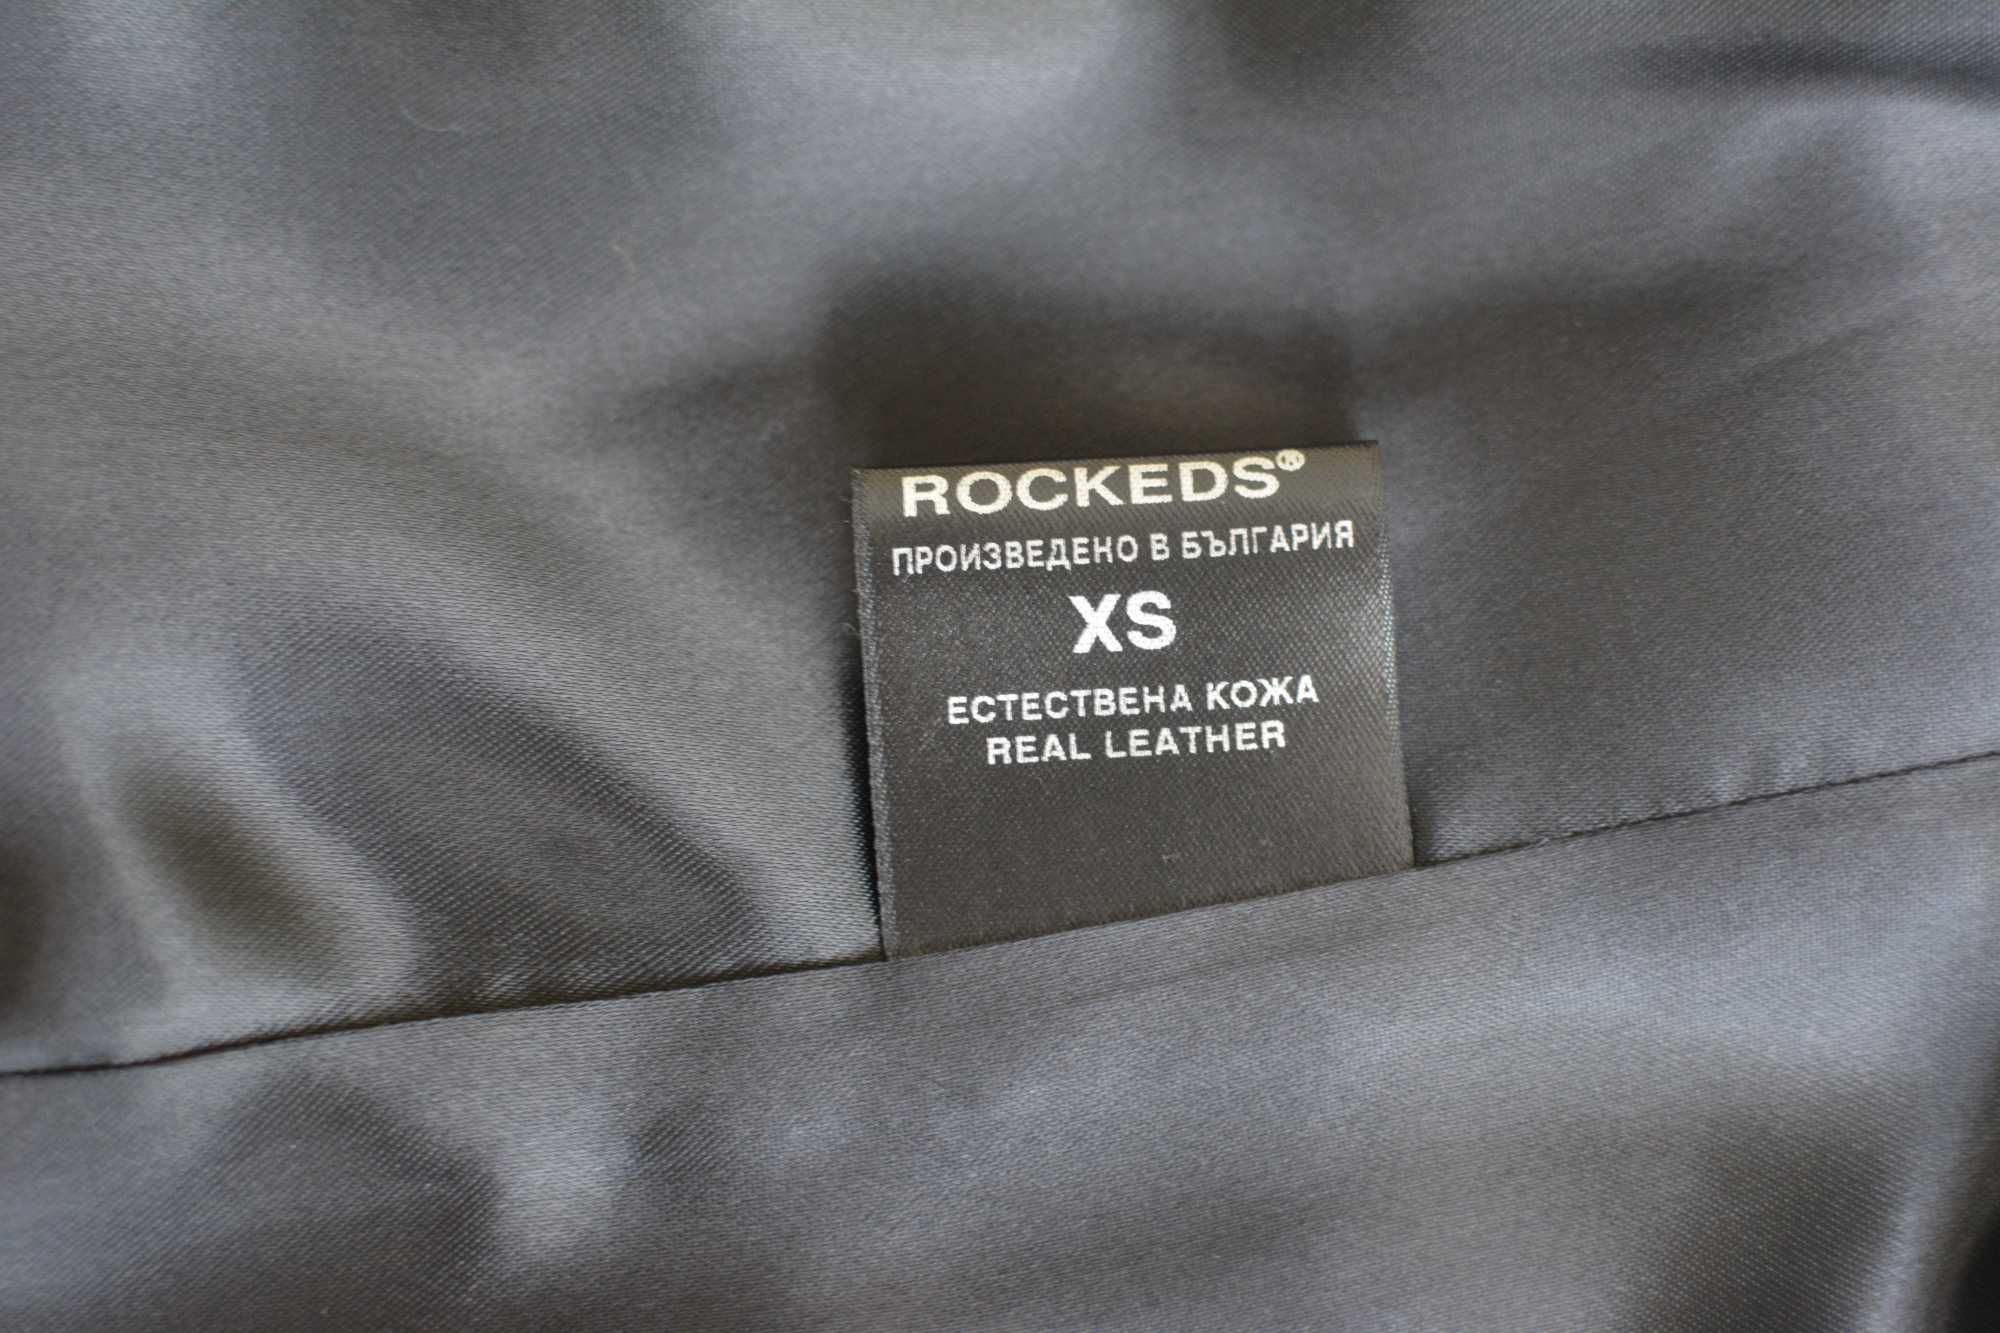 ROCKEDS®
ПРОИЗВЕДЕНО В БЪЛГАРИЯ
XS
ЕСТЕСТВЕНА КОЖА
REAL LEATHER